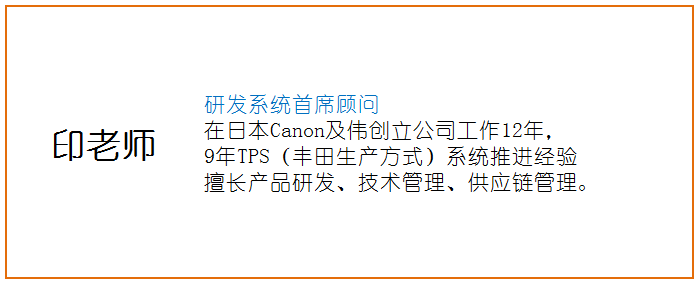 印老师
研发系统首席顾问
在日本Canon及伟创立公司工作12年，
9年TPS（丰田生产方式）系统推进经验
擅长产品研发、技术管理、供应链管理。